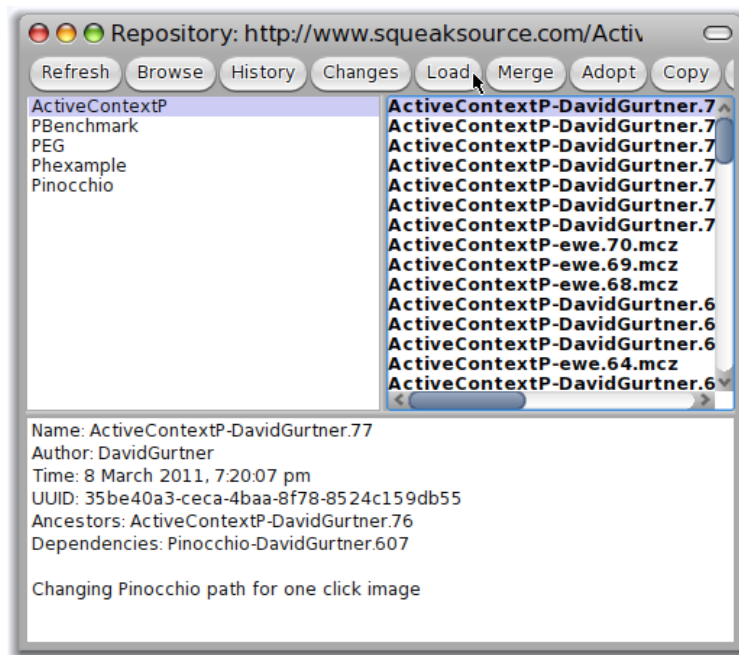 Repository: http://www.squeaksource.com/Activ
Refresh Browse History Changes Load Merge Adopt Copy
ActiveContextP
PBenchmark
PEG
Phexample
Pinocchio
ActiveContextP-DavidGurtner.7
ActiveContextP-DavidGurtner.7
ActiveContextP-DavidGurtner.7
ActiveContextP-DavidGurtner.7
ActiveContextP-DavidGurtner.7
ActiveContextP-DavidGurtner.7
ActiveContextP-DavidGurtner.7
ActiveContextP-ewe.70.mcz
ActiveContextP-ewe.69.mcz
ActiveContextP-ewe.68.mcz
ActiveContextP-DavidGurtner.6
ActiveContextP-DavidGurtner.6
ActiveContextP-DavidGurtner.6
ActiveContextP-ewe.64.mcz
ActiveContextP-DavidGurtner.6
Name: ActiveContextP-DavidGurtner.77
Author: DavidGurtner
Time: 8 March 2011, 7:20:07 pm
UUID: 35be40a3-ceca-4baa-8f78-8524c159db55
Ancestors: ActiveContextP-DavidGurtner.76
Dependencies: Pinocchio-DavidGurtner.607
Changing Pinocchio path for one click image